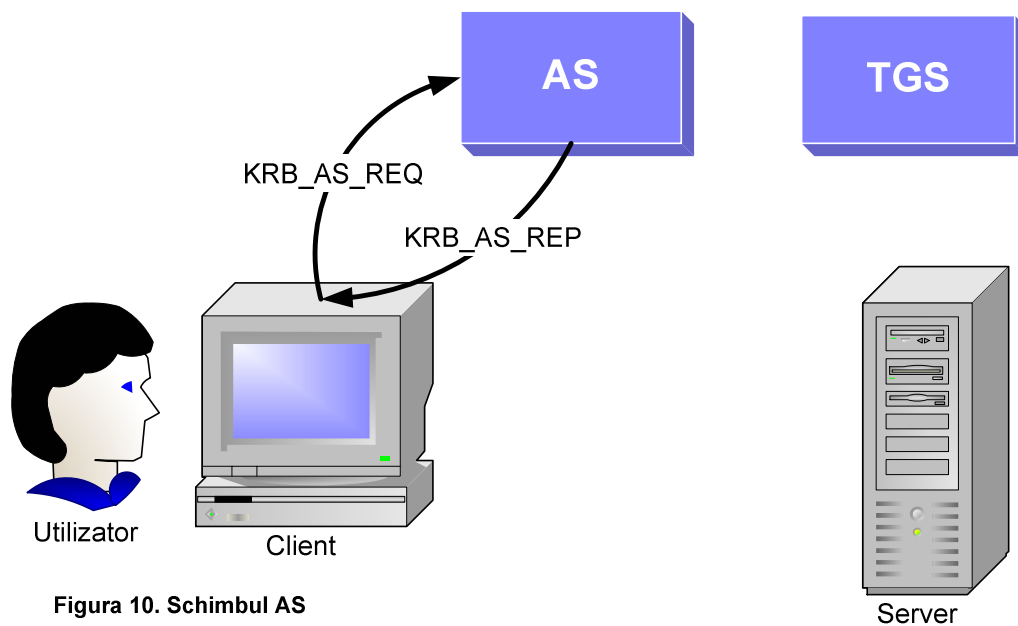 AS
TGS
KRB_AS_REQ
KRB_AS_REP
Utilizator
Client
Server
Figura 10. Schimbul AS